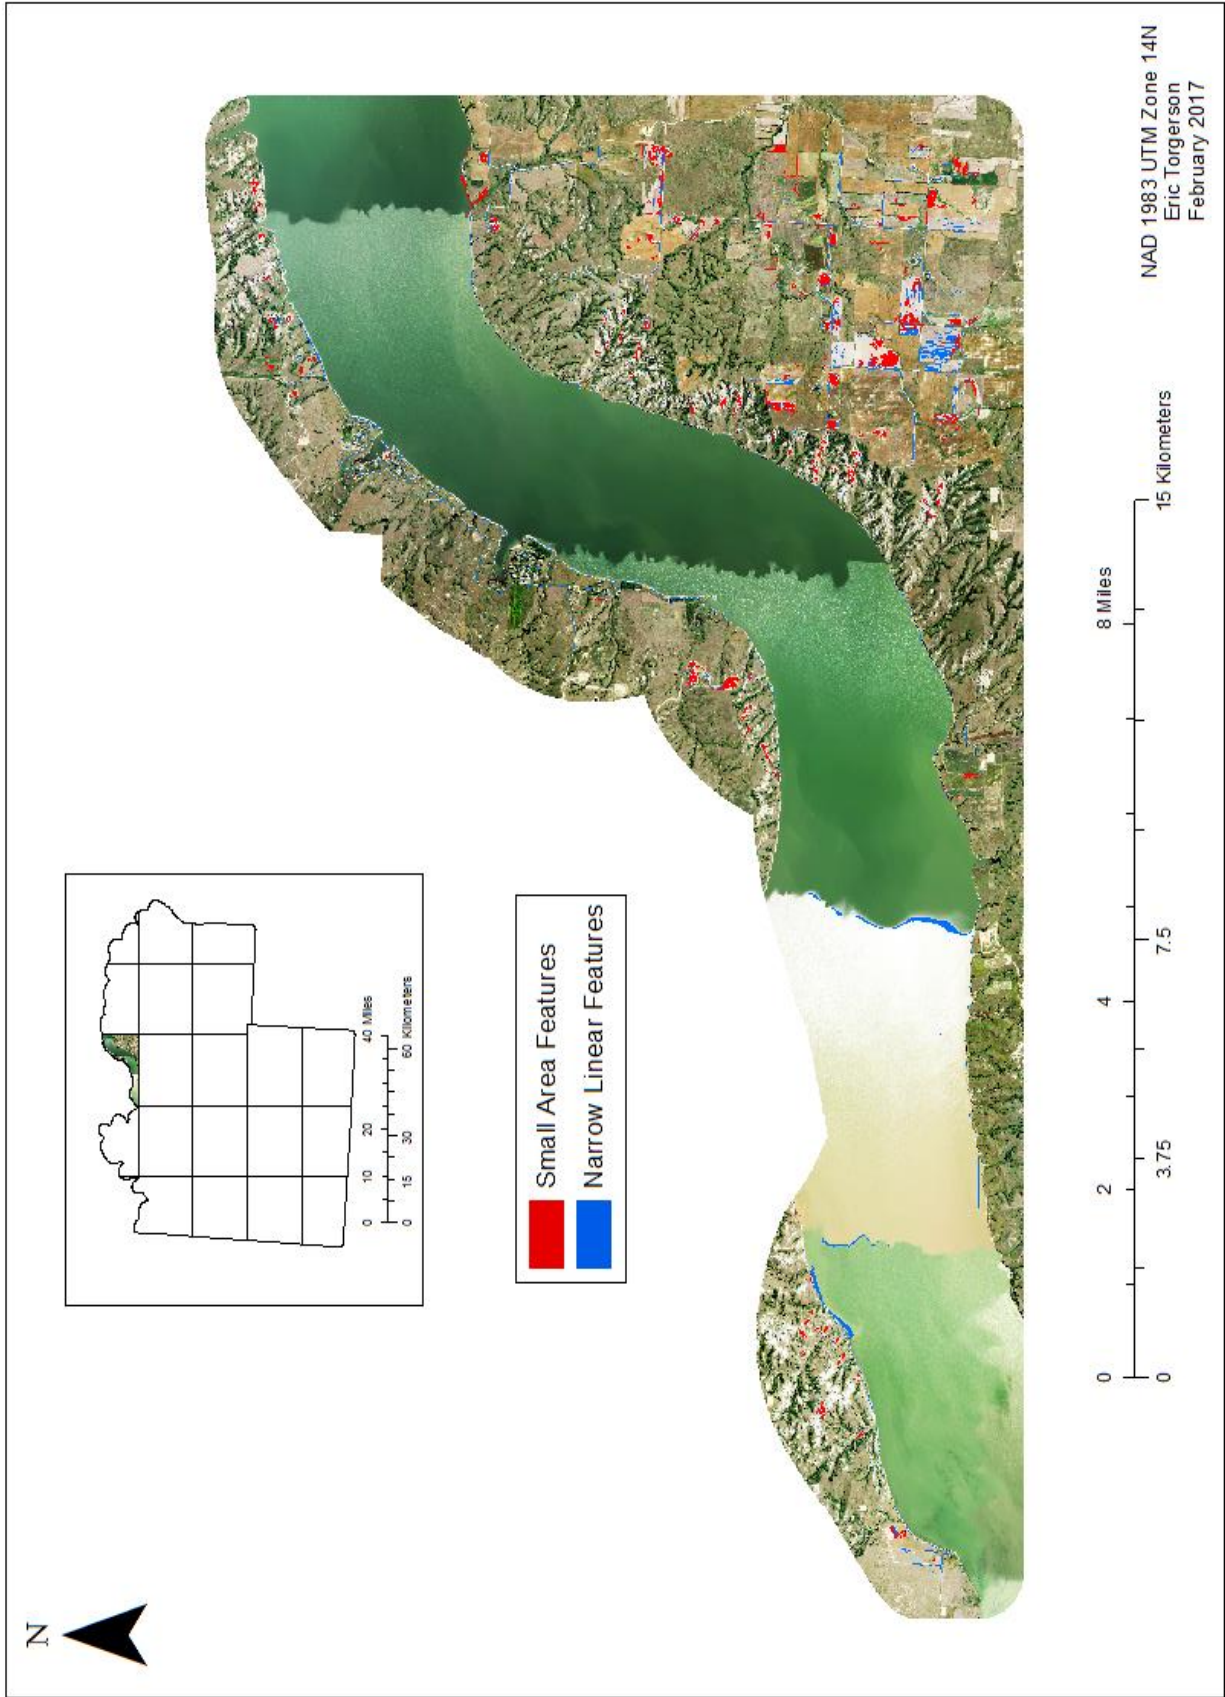 N
0 10 20 40 Miles
0 15 30 60 Kilometers
Small Area Features
Narrow Linear Features
0 2 4 8 Miles
0 3.75 7.5 15 Kilometers
NAD 1983 UTM Zone 14N
Eric Torgerson
February 2017